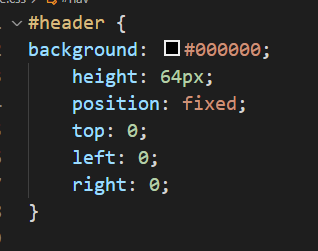 #header {
background: #000000;
height: 64px;
position: fixed;
top: 0;
left: 0;
right: 0;
}